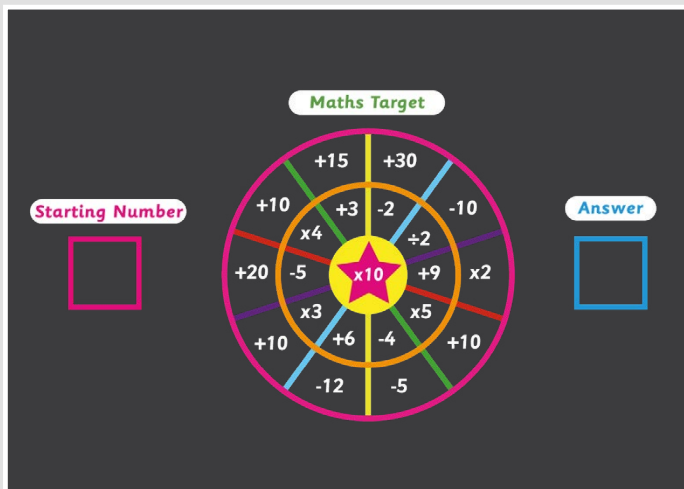 Maths Target
+15 +30
+10 +3 -2 -10
Starting Number
Answer
x4 ÷2
+20 -5 x10 +9 x2
x3 x5
+10 +6 -4 +10
-12 -5